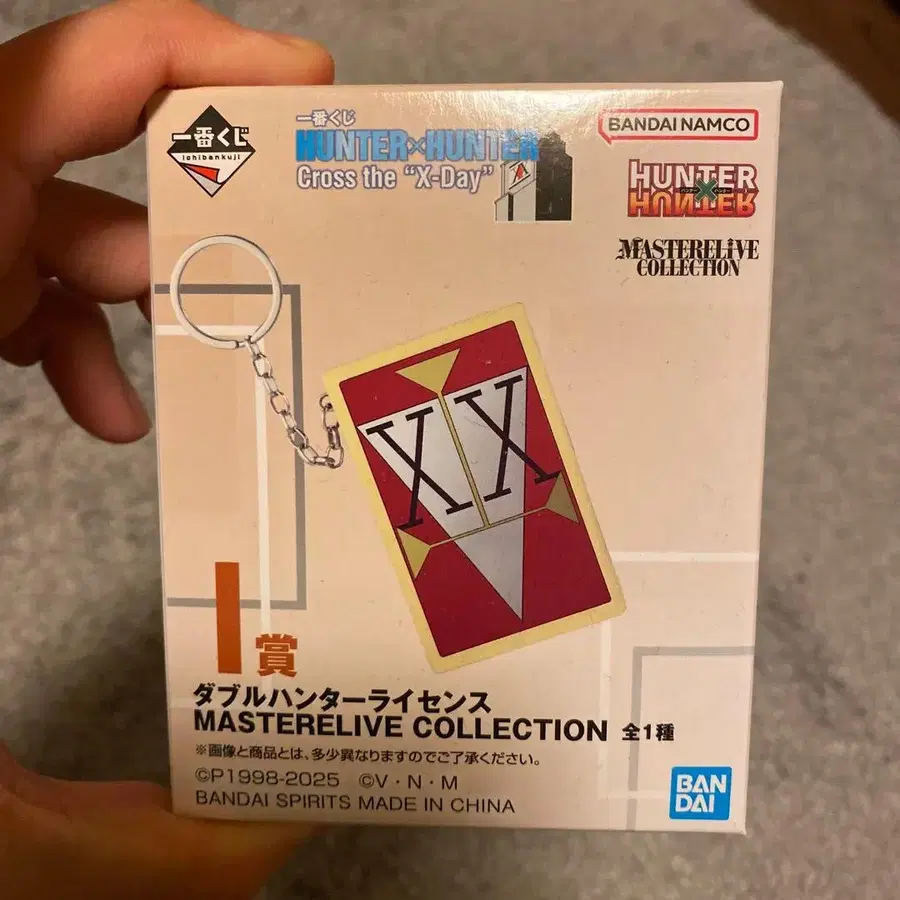 一番くじ
ichibankuji
一番くじ
HUNTER×HUNTER
Cross the "X-Day"
BANDAI NAMCO
HUNTER
ハンター×ハンター
HUNTER
MASTERELIVE
COLLECTION
XX
I賞
ダブルハンターライセンス
MASTERELIVE COLLECTION 全1種
※画像と商品とは、多少異なりますのでご了承ください。
©P1998-2025 ©V・N・M
BANDAI SPIRITS MADE IN CHINA
BAN
DAI